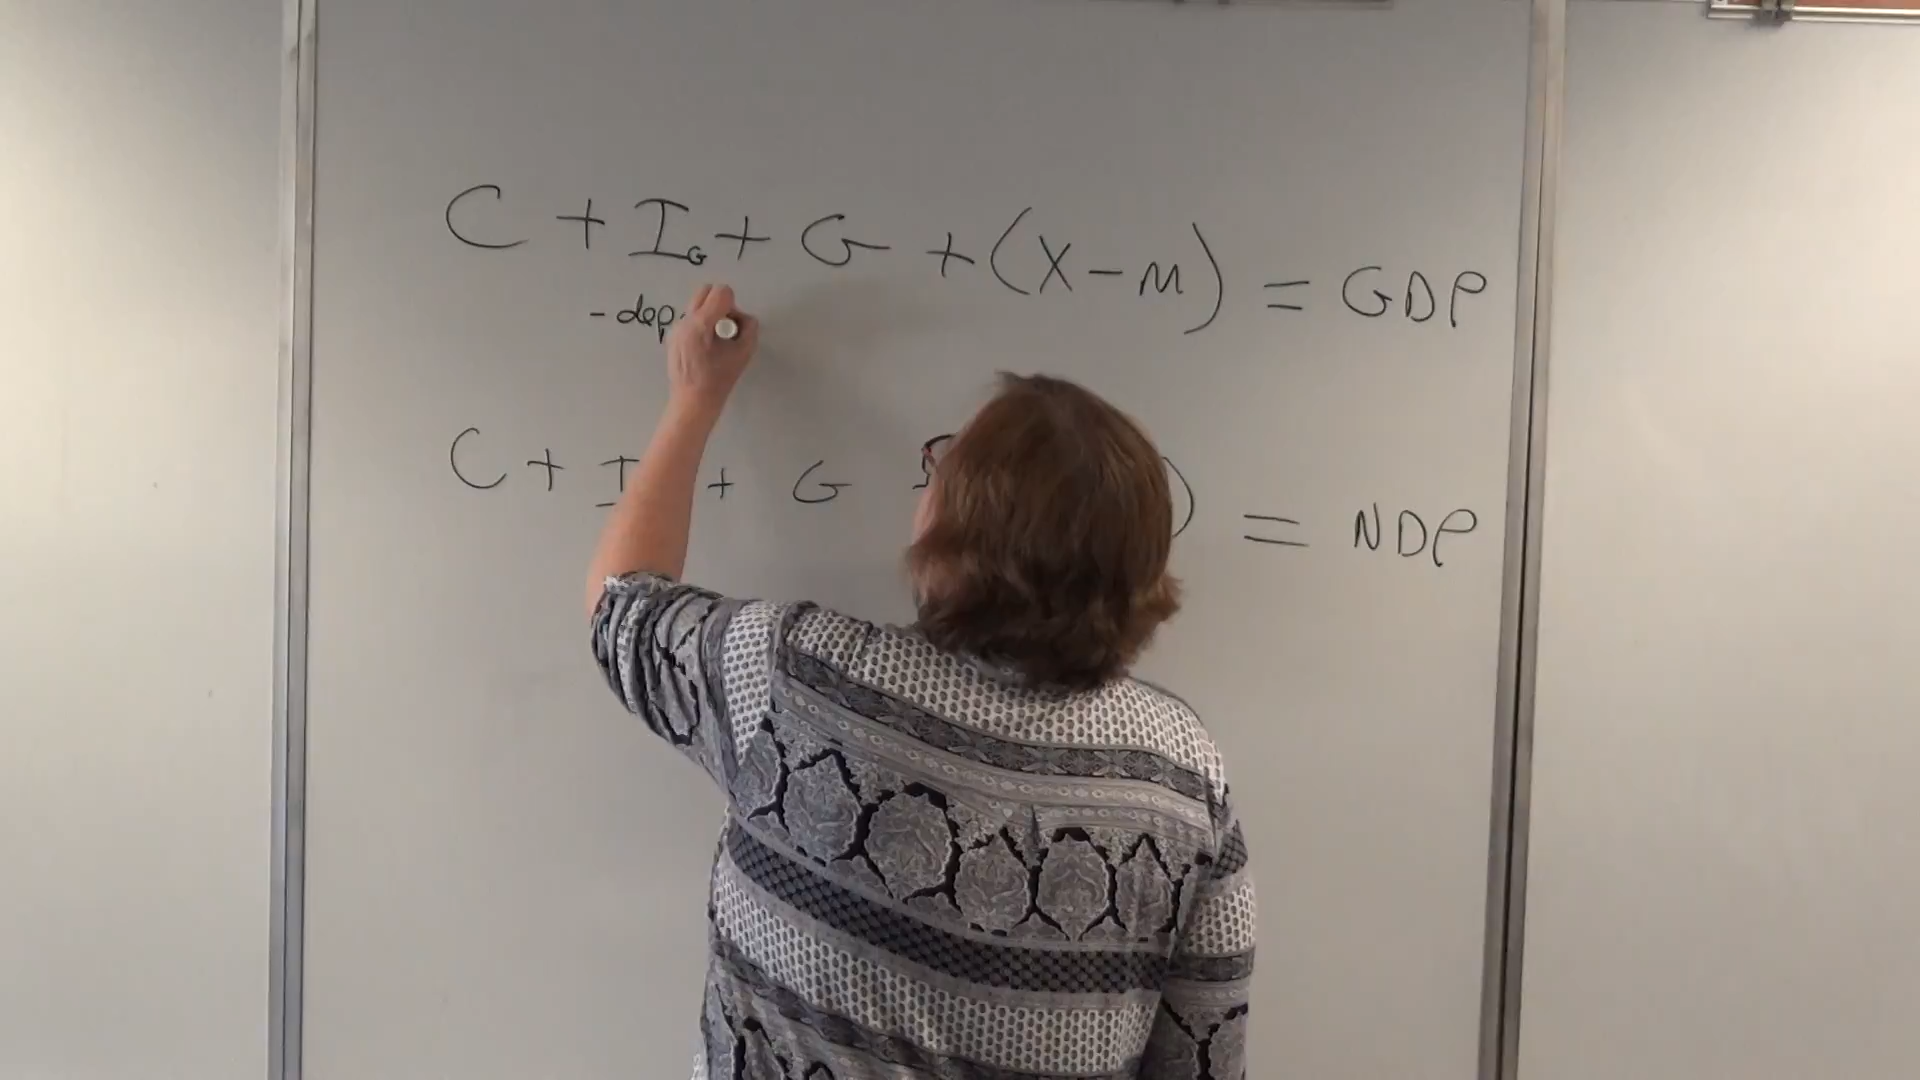 C + I_G + G + (X - M) = GDP
- dep
C + I + G ) = NDP